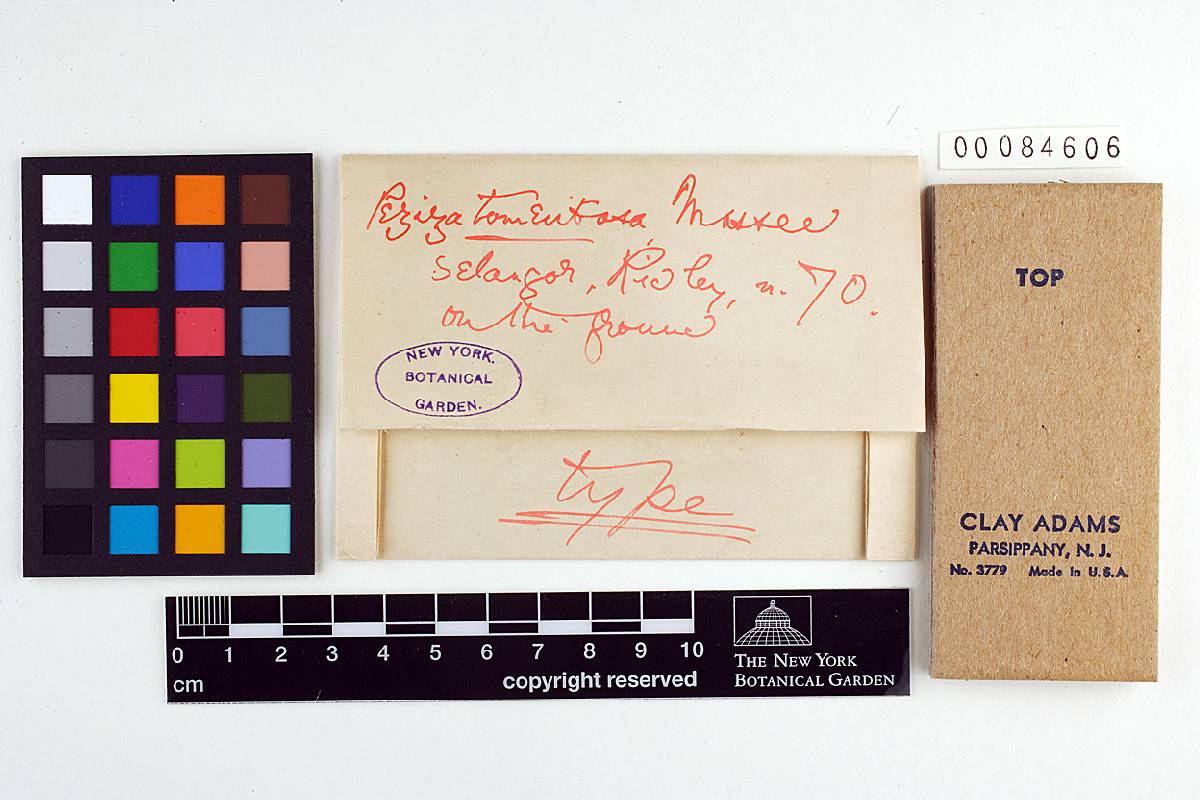 00084606
Peziza tomentosa Massee
Selangor, Ridley, n. 70.
on the ground
NEW YORK.
BOTANICAL
GARDEN.
type
TOP
CLAY ADAMS
PARSIPPANY, N. J.
No. 3779 Made in U.S.A.
0 1 2 3 4 5 6 7 8 9 10
cm
copyright reserved
THE NEW YORK
BOTANICAL GARDEN